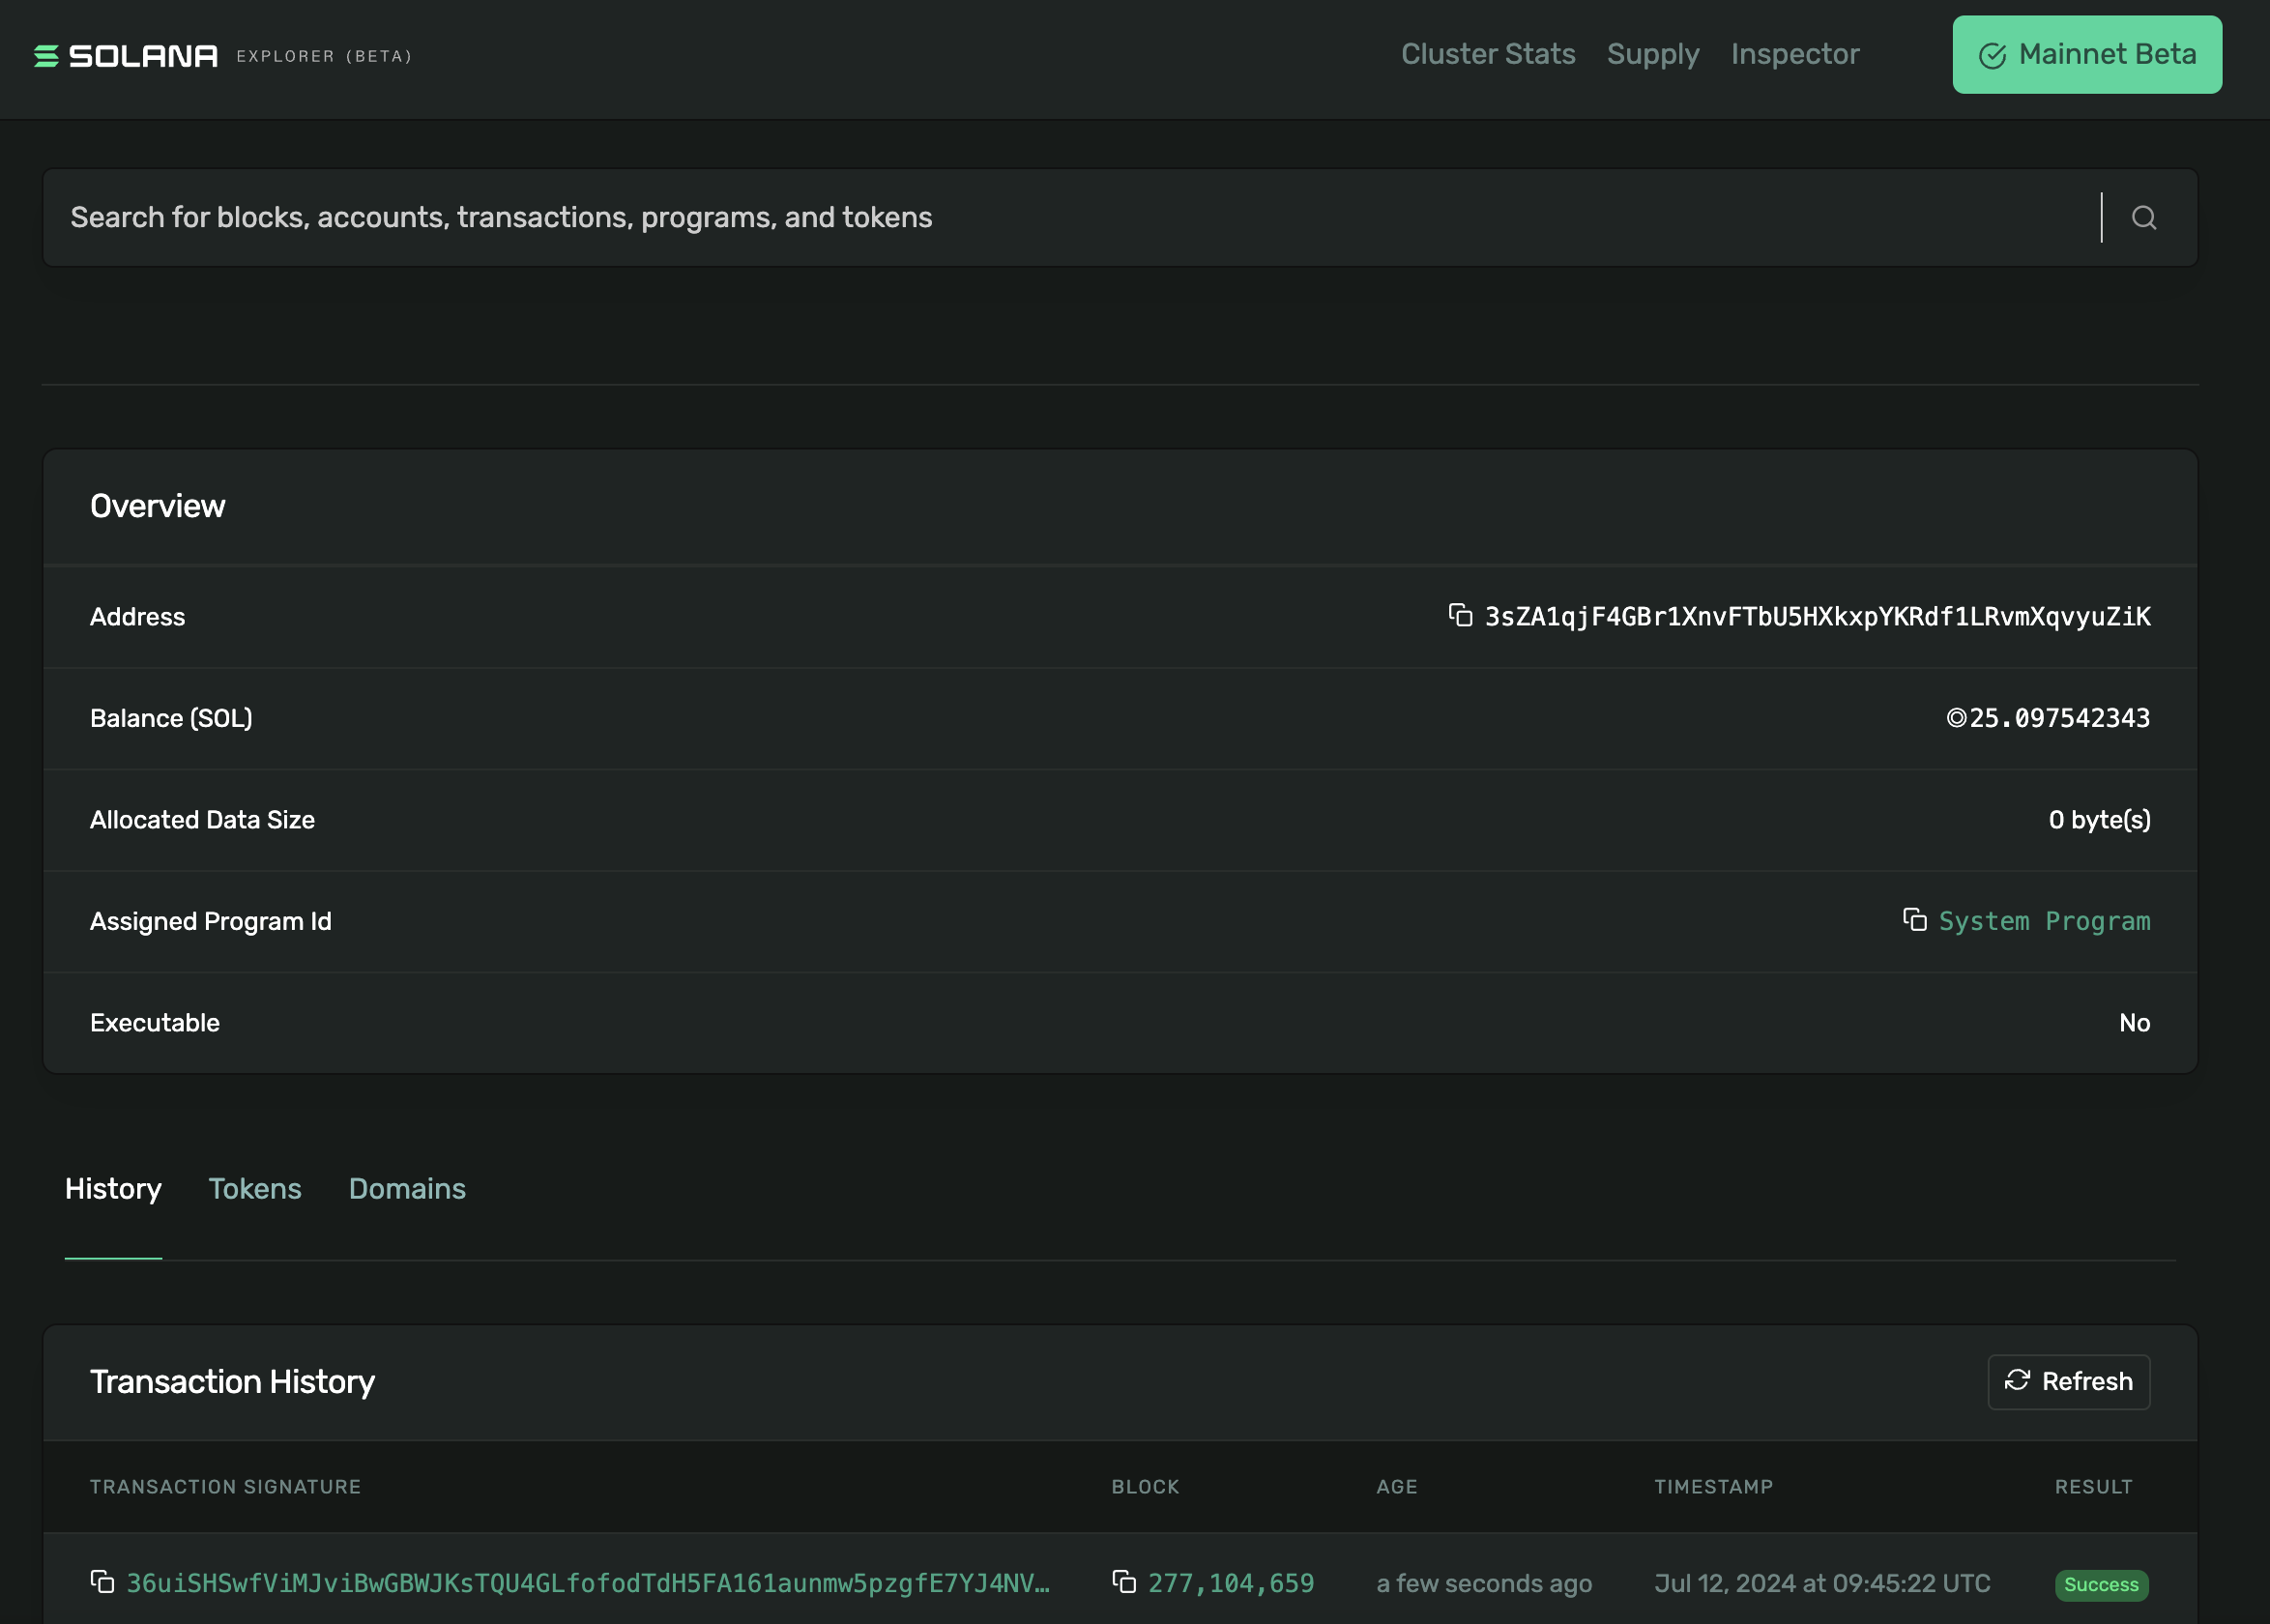 SOLANA EXPLORER (BETA)
Cluster Stats Supply Inspector Mainnet Beta
Search for blocks, accounts, transactions, programs, and tokens
Overview
Address 3sZA1qjF4GBr1XnvFTbU5HXkxpYKRdf1LRvmXqvyuZiK
Balance (SOL) ◎25.097542343
Allocated Data Size 0 byte(s)
Assigned Program Id System Program
Executable No
History Tokens Domains
Transaction History Refresh
TRANSACTION SIGNATURE BLOCK AGE TIMESTAMP RESULT
36uiSHSwfViMJviBwGBWJKsTQU4GLfofodTdH5FA161aunmw5pzgfE7YJ4NV… 277,104,659 a few seconds ago Jul 12, 2024 at 09:45:22 UTC Success